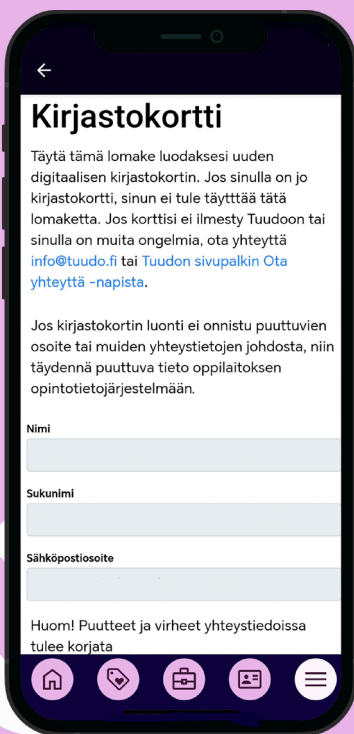 Kirjastokortti
Täytä tämä lomake luodaksesi uuden
digitaalisen kirjastokortin. Jos sinulla on jo
kirjastokortti, sinun ei tule täytttää tätä
lomaketta. Jos korttisi ei ilmesty Tuudoon tai
sinulla on muita ongelmia, ota yhteyttä
info@tuudo.fi tai Tuudon sivupalkin Ota
yhteyttä -napista.
Jos kirjastokortin luonti ei onnistu puuttuvien
osoite tai muiden yhteystietojen johdosta, niin
täydennä puuttuva tieto oppilaitoksen
opintotietojärjestelmään.
Nimi
Sukunimi
Sähköpostiosoite
Huom! Puutteet ja virheet yhteystiedoissa
tulee korjata